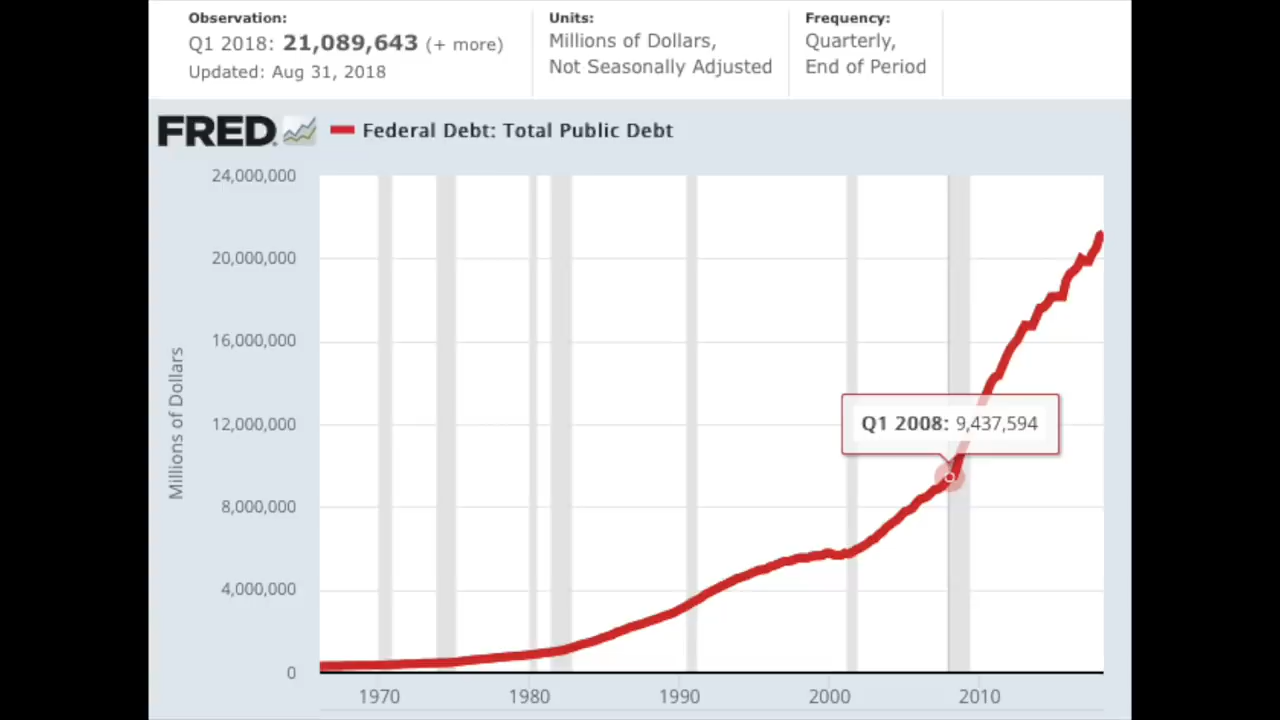 Observation:
Q1 2018: 21,089,643 (+ more)
Updated: Aug 31, 2018
Units:
Millions of Dollars,
Not Seasonally Adjusted
Frequency:
Quarterly,
End of Period
FRED
Federal Debt: Total Public Debt
24,000,000
20,000,000
16,000,000
12,000,000
8,000,000
4,000,000
0
Millions of Dollars
Q1 2008: 9,437,594
1970
1980
1990
2000
2010